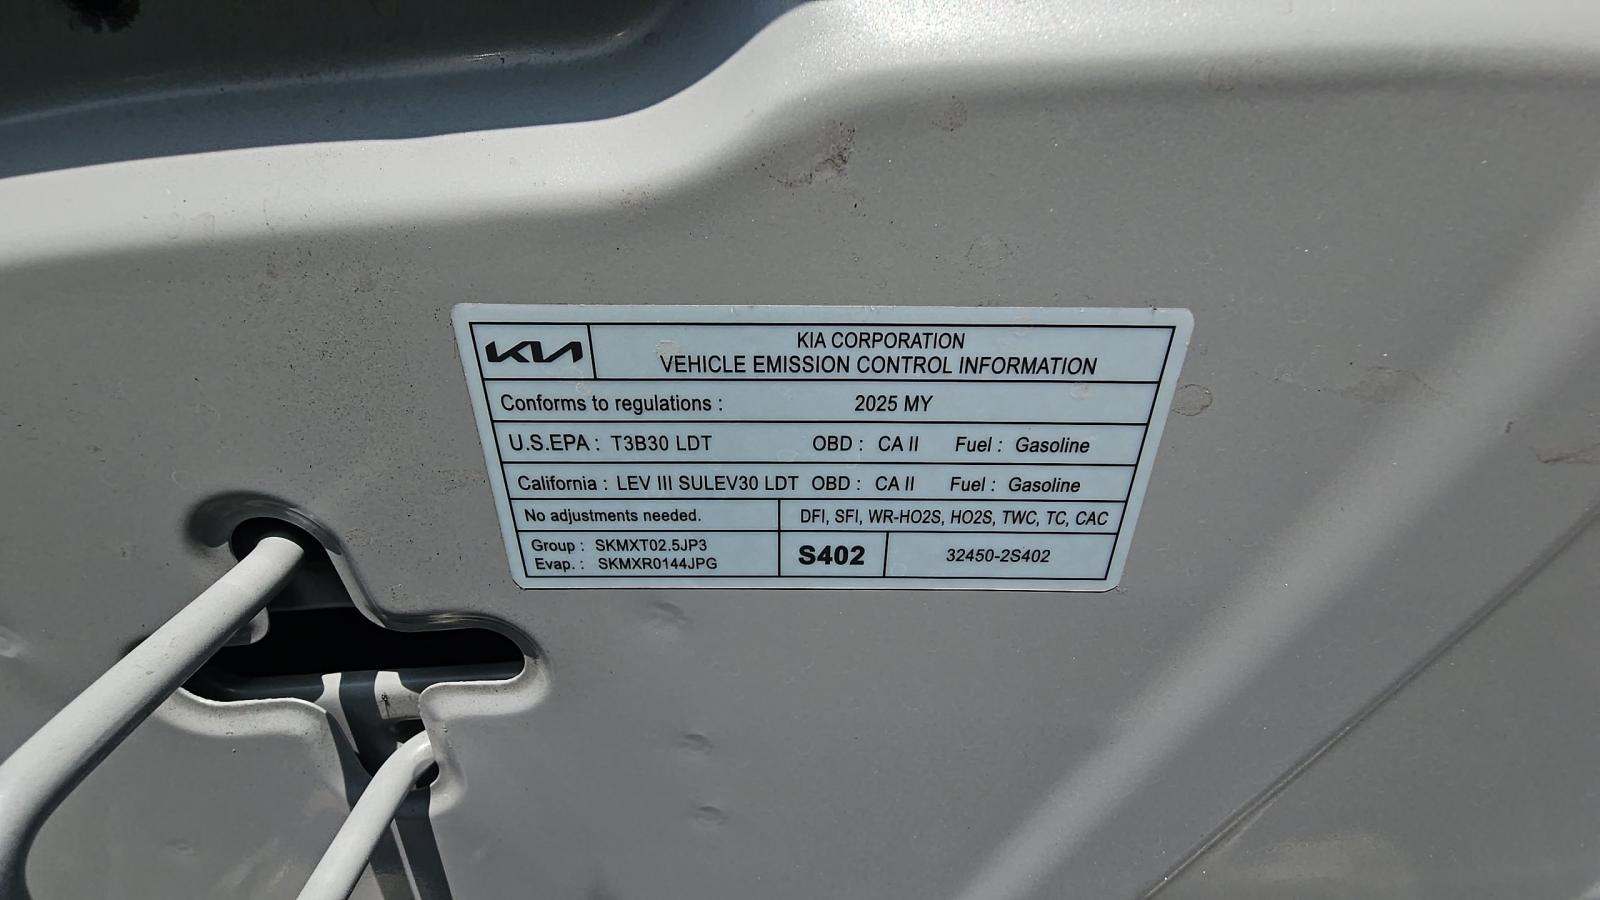 KIA
KIA CORPORATION
VEHICLE EMISSION CONTROL INFORMATION
Conforms to regulations : 2025 MY
U.S.EPA : T3B30 LDT OBD : CA II Fuel : Gasoline
California : LEV III SULEV30 LDT OBD : CA II Fuel : Gasoline
No adjustments needed. DFI, SFI, WR-HO2S, HO2S, TWC, TC, CAC
Group : SKMXT02.5JP3
Evap. : SKMXR0144JPG
S402
32450-2S402